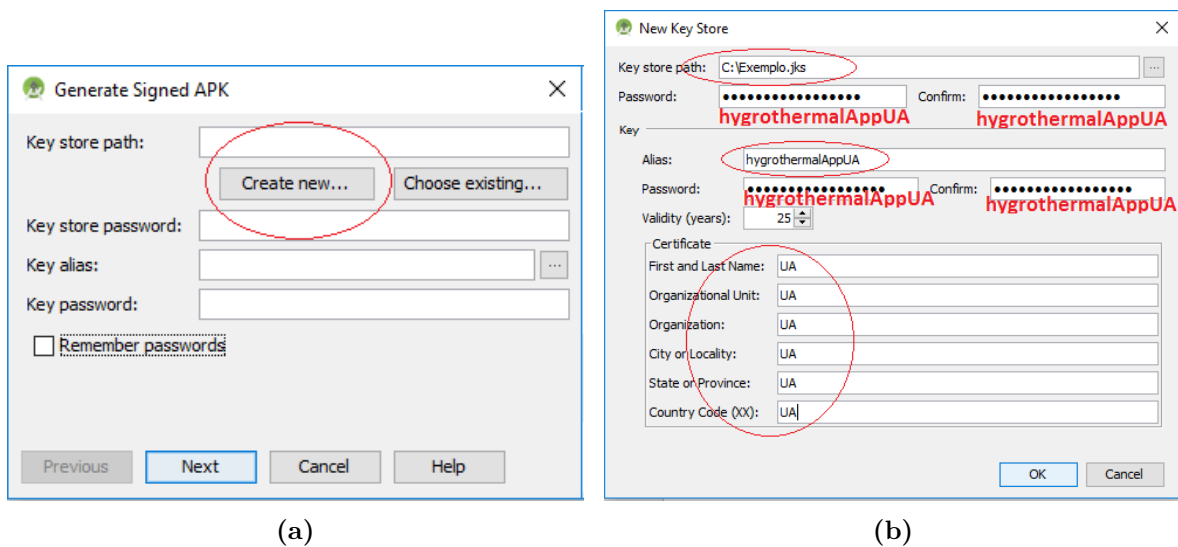 Generate Signed APK
Key store path:
Create new...
Choose existing...
Key store password:
Key alias:
...
Key password:
Remember passwords
Previous
Next
Cancel
Help
(a)
New Key Store
Key store path:
C:\Exemplo.jks
...
Password:
•••••••••••••••••
Confirm:
•••••••••••••••••
hygrothermalAppUA
hygrothermalAppUA
Key
Alias:
hygrothermalAppUA
Password:
•••••••••••••••••
Confirm:
•••••••••••••••••
hygrothermalAppUA
hygrothermalAppUA
Validity (years):
25
Certificate
First and Last Name:
UA
Organizational Unit:
UA
Organization:
UA
City or Locality:
UA
State or Province:
UA
Country Code (XX):
UA
OK
Cancel
(b)